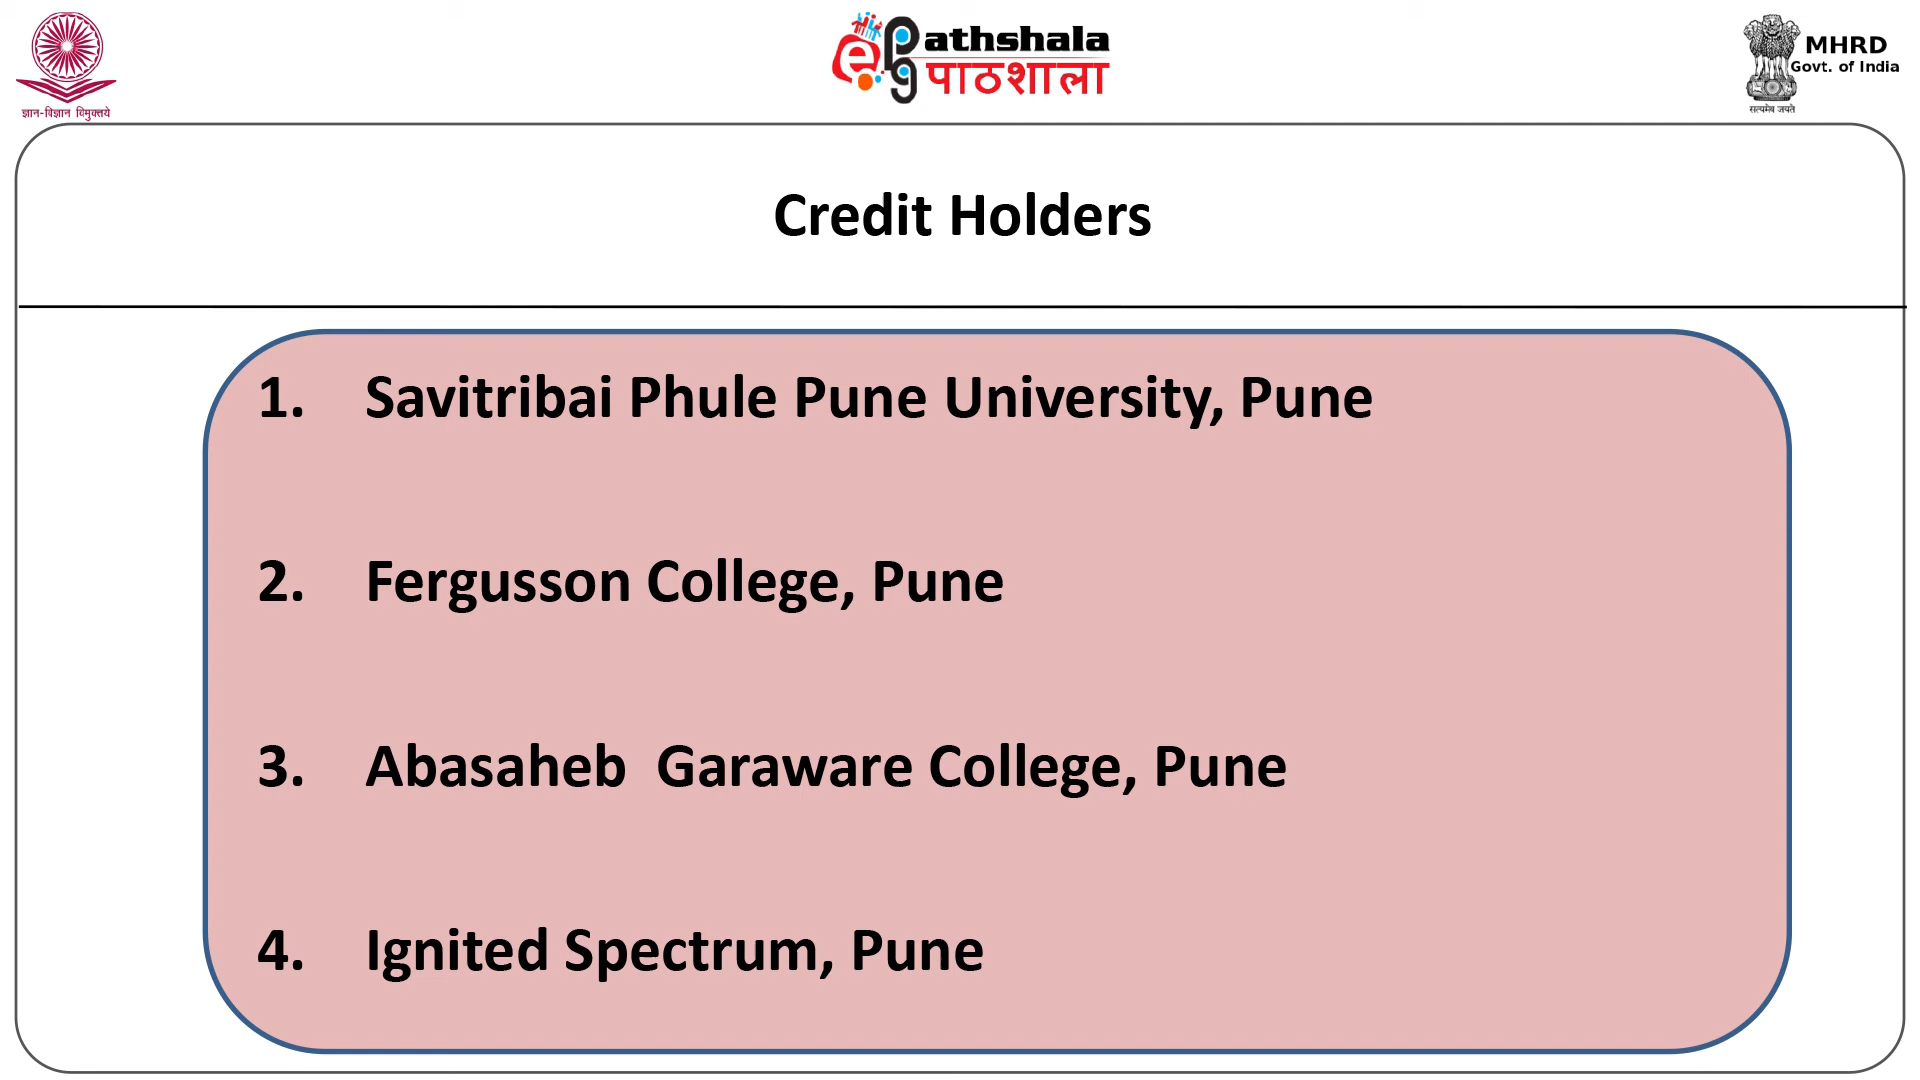 ज्ञान-विज्ञान विमुक्तये
e Pathshala
पाठशाला
MHRD
Govt. of India
सत्यमेव जयते
Credit Holders
1. Savitribai Phule Pune University, Pune
2. Fergusson College, Pune
3. Abasaheb  Garaware College, Pune
4. Ignited Spectrum, Pune